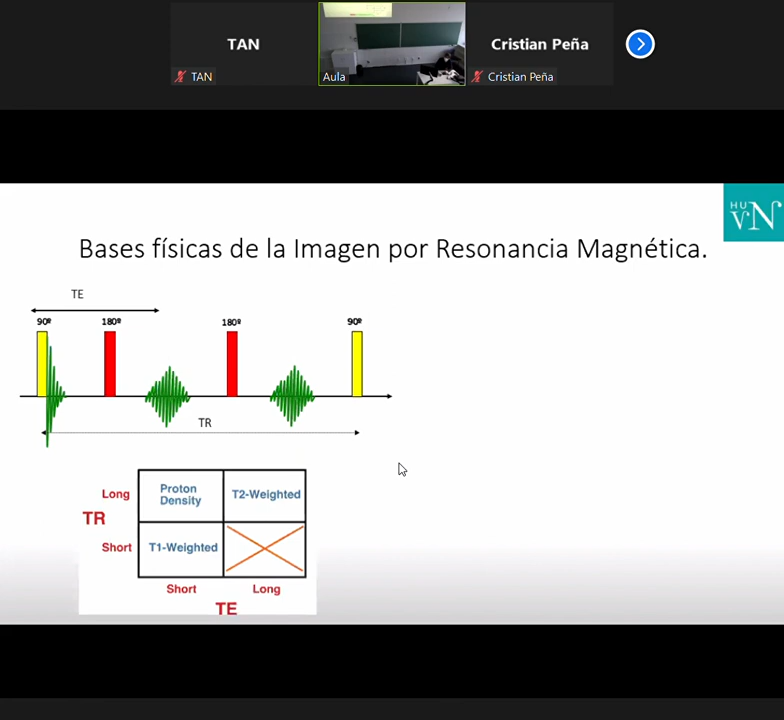 TAN
Cristian Peña
TAN
Aula
Cristian Peña
HU
VN
Bases físicas de la Imagen por Resonancia Magnética.
TE
90º 180º 180º 90º
TR
Long
Proton
Density
T2-Weighted
TR
Short
T1-Weighted
Short Long
TE